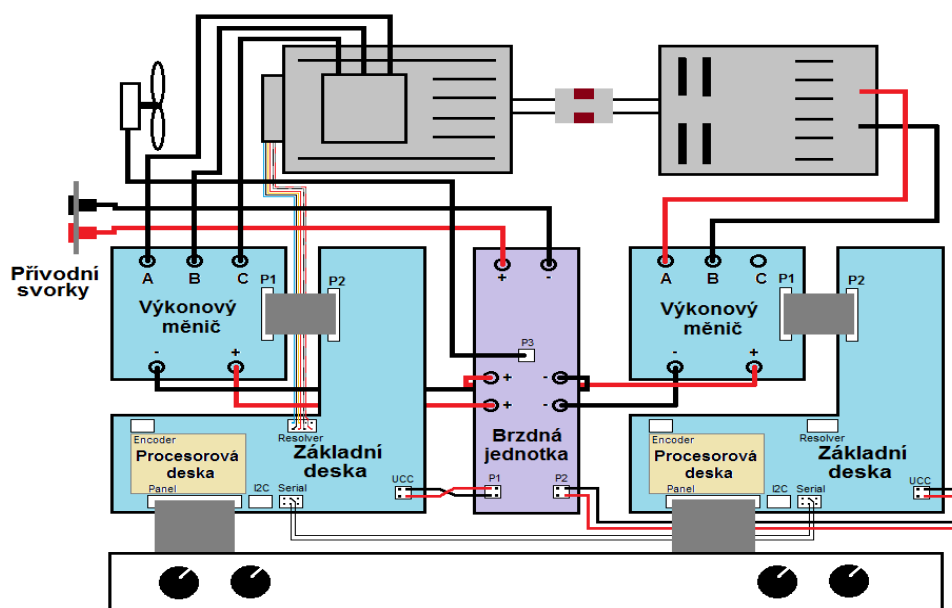 Přívodní
svorky
A B C
P1
P2
Výkonový
měnič
- +
Encoder
Procesorová
deska
Panel
Resolver
Základní
deska
I2C
Serial
UCC
+ -
P3
+ -
+ -
Brzdná
jednotka
P1
P2
A B C
P1
P2
Výkonový
měnič
- +
Encoder
Procesorová
deska
Panel
Resolver
Základní
deska
I2C
Serial
UCC